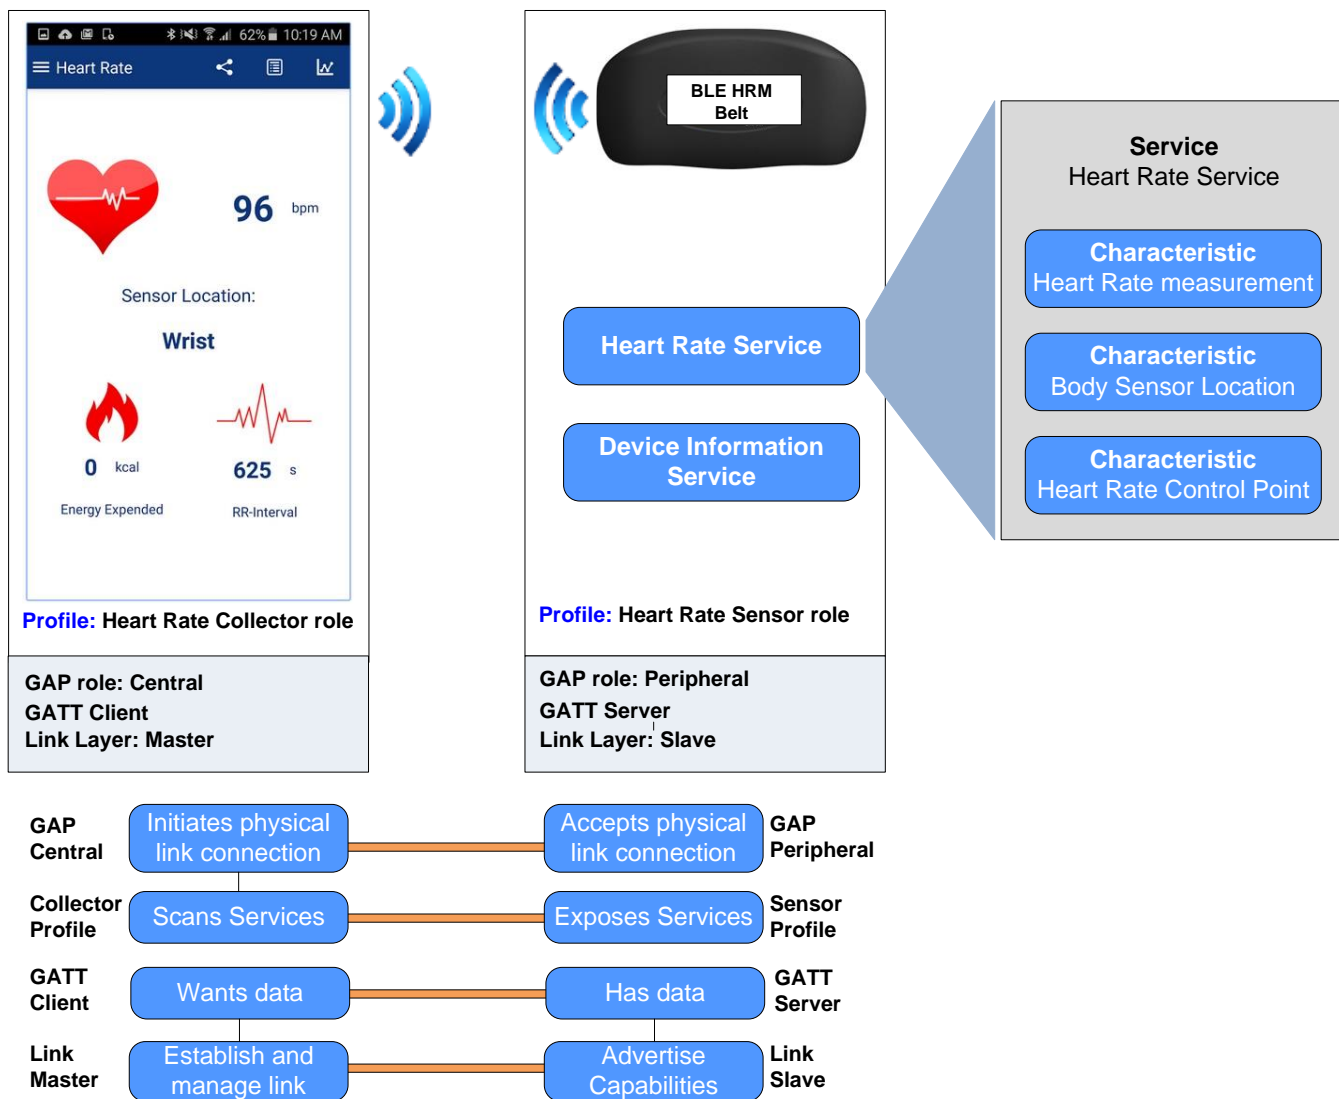 62% 10:19 AM
Heart Rate
96 bpm
Sensor Location:
Wrist
0 kcal
625 s
Energy Expended
RR-Interval
Profile: Heart Rate Collector role
GAP role: Central
GATT Client
Link Layer: Master
BLE HRM
Belt
Heart Rate Service
Device Information
Service
Profile: Heart Rate Sensor role
GAP role: Peripheral
GATT Server
Link Layer: Slave
Service
Heart Rate Service
Characteristic
Heart Rate measurement
Characteristic
Body Sensor Location
Characteristic
Heart Rate Control Point
GAP
Central
Initiates physical
link connection
Accepts physical
link connection
GAP
Peripheral
Collector
Profile
Scans Services
Exposes Services
Sensor
Profile
GATT
Client
Wants data
Has data
GATT
Server
Link
Master
Establish and
manage link
Advertise
Capabilities
Link
Slave